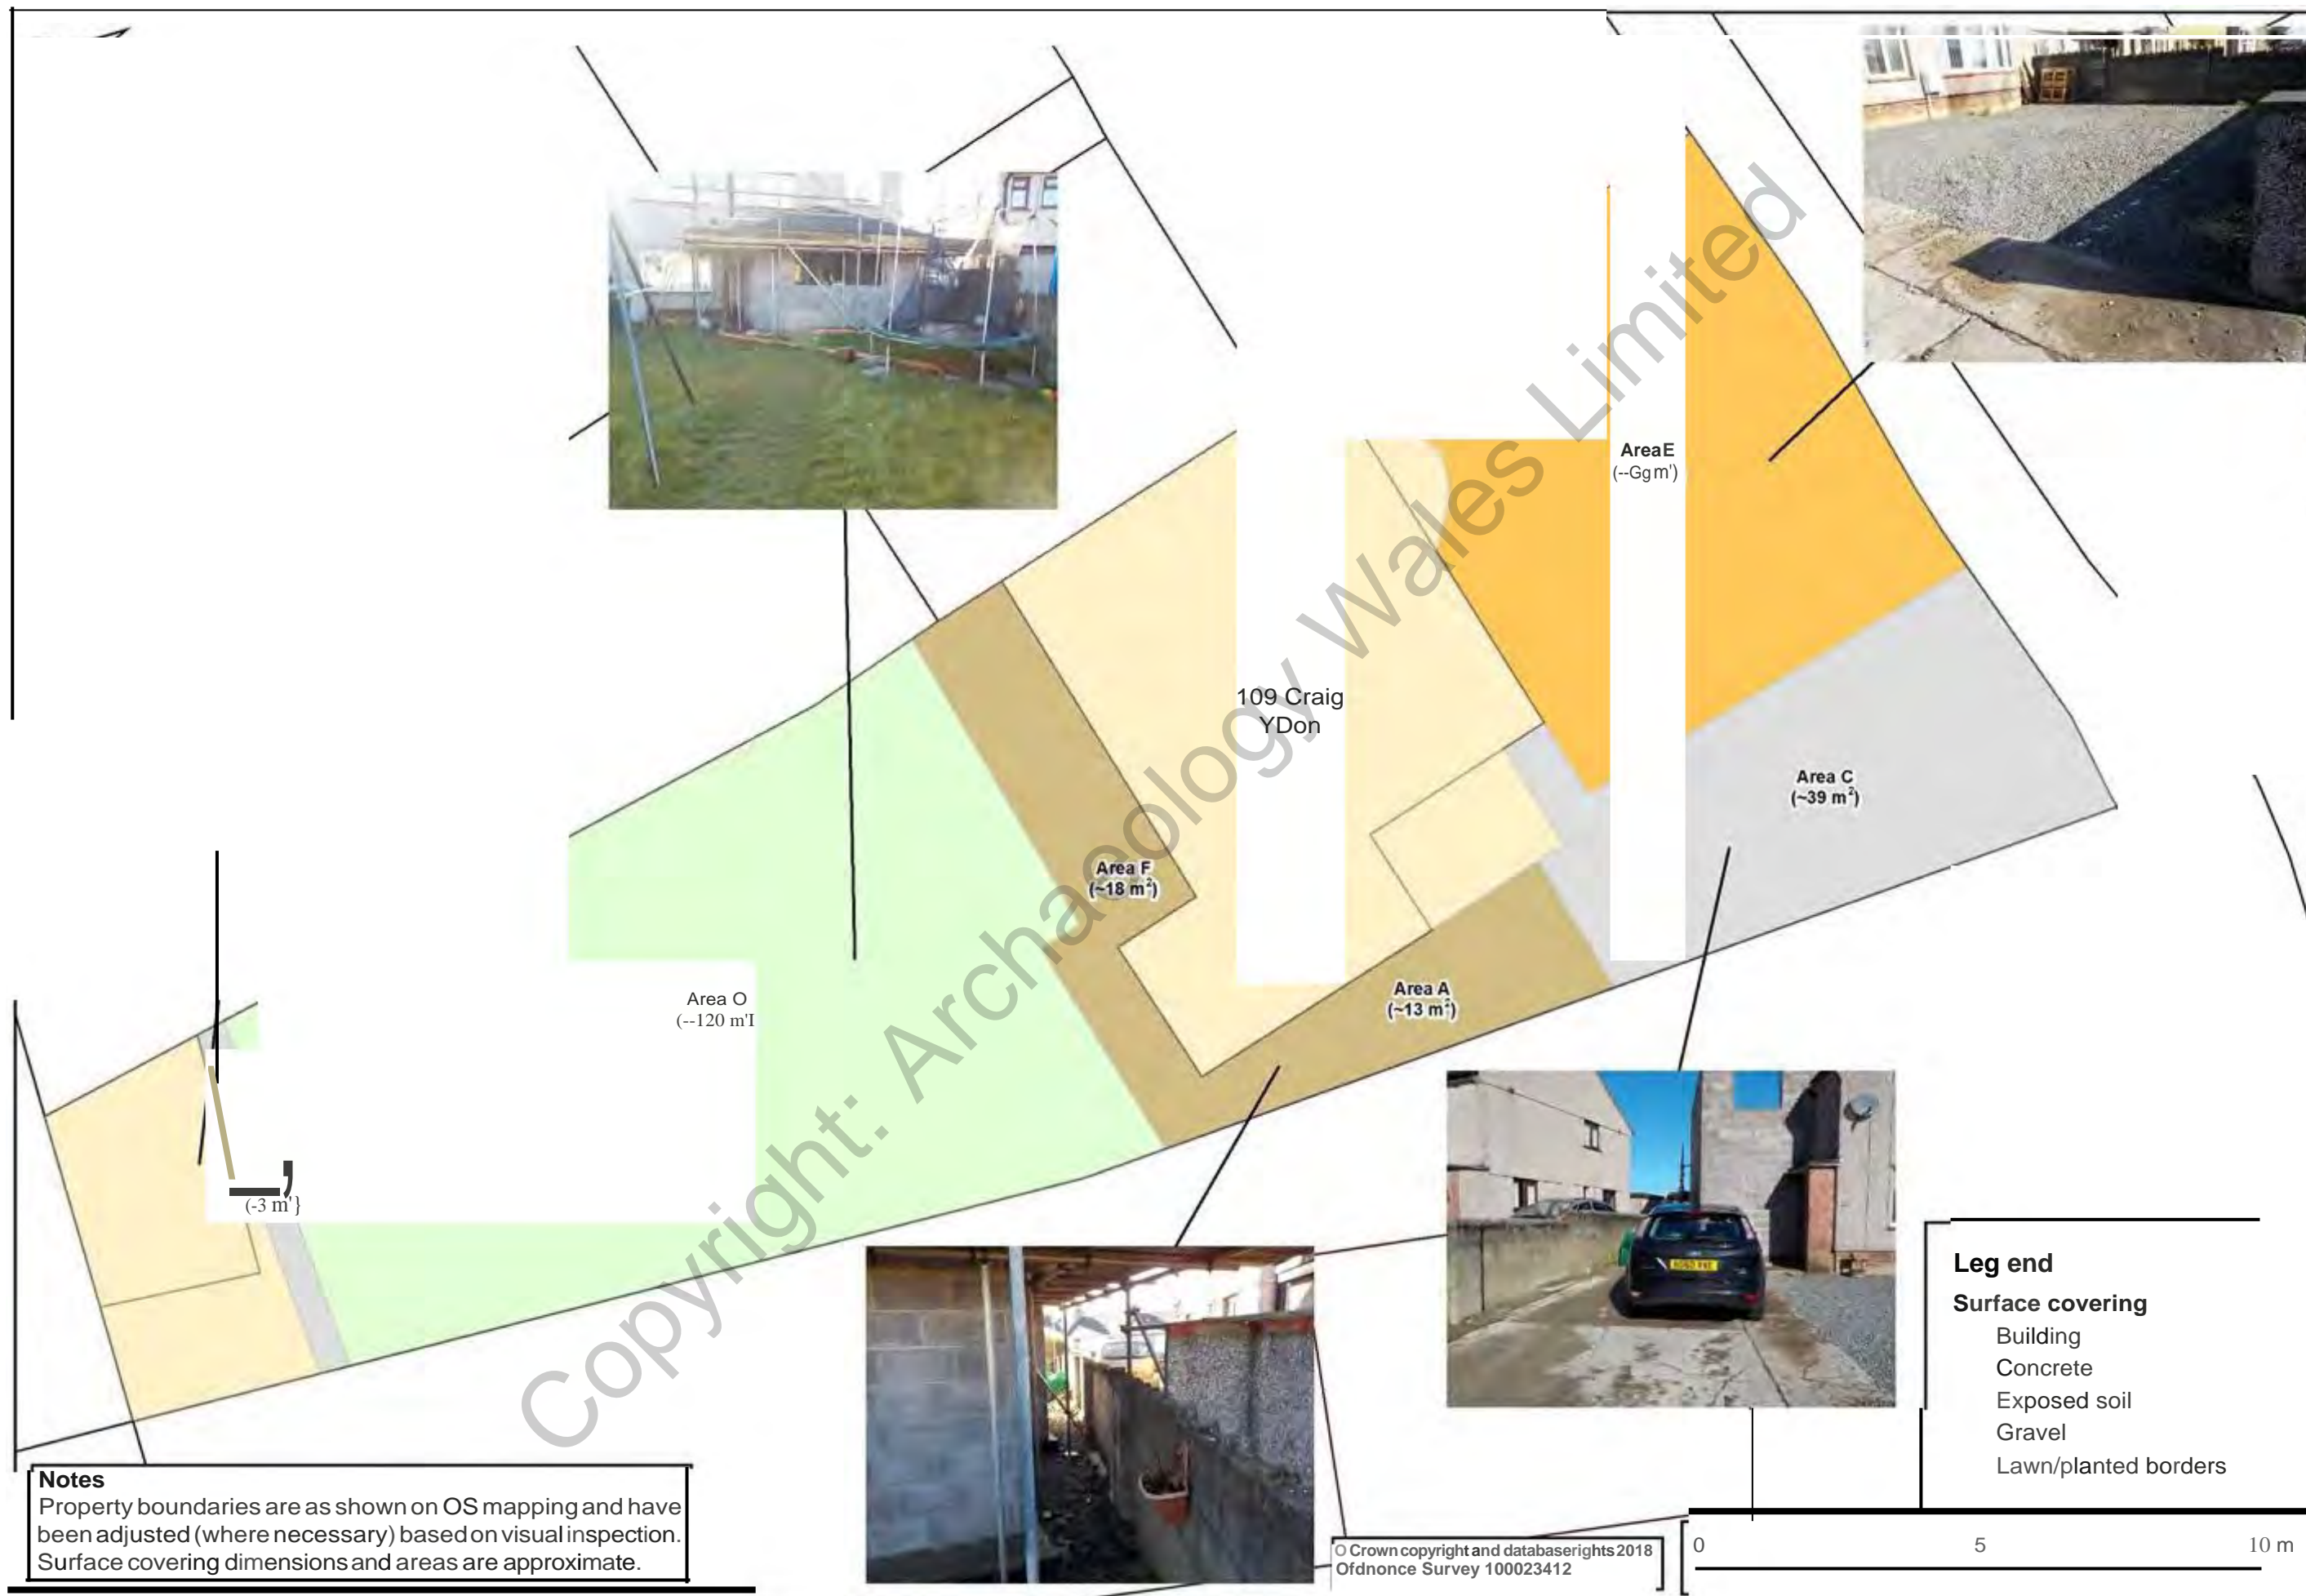 AreaE
(--Gg m')
109 Craig
YDon
Area C
(~39 m²)
Area F
(~18 m²)
Area O
(--120 m'I
Area A
(~13 m²)
(-3 m'}
Copyright: Archaeology Wales Limited
Leg end
Surface covering
Building
Concrete
Exposed soil
Gravel
Lawn/planted borders
Notes
Property boundaries are as shown on OS mapping and have
been adjusted (where necessary) based on visual inspection.
Surface covering dimensions and areas are approximate.
O Crown copyright and databaserights 2018
Ofdnonce Survey 100023412
0 5 10 m